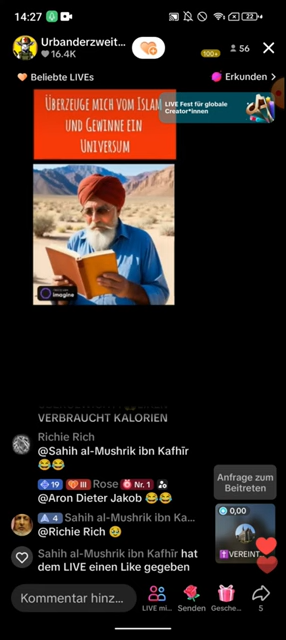 14:27
22
Urbanderzweit...
16.4K
100+
56
Beliebte LIVEs
Erkunden >
ÜBERZEUGE MICH VOM ISLAM
UND GEWINNE EIN
UNIVERSUM
LIVE Fest für globale
Creator*innen
imagine
VERBRAUCHT KALORIEN
Richie Rich
@Sahih al-Mushrik ibn Kafhīr
😂😂
19 III Rose Nr. 1
@Aron Dieter Jakob 😂😂
4 Sahih al-Mushrik ibn Ka...
@Richie Rich 🥹
Sahih al-Mushrik ibn Kafhīr hat
dem LIVE einen Like gegeben
Anfrage zum
Beitreten
0,00
VEREINT
Kommentar hinz...
LIVE mi...
Senden
Gesche...
5